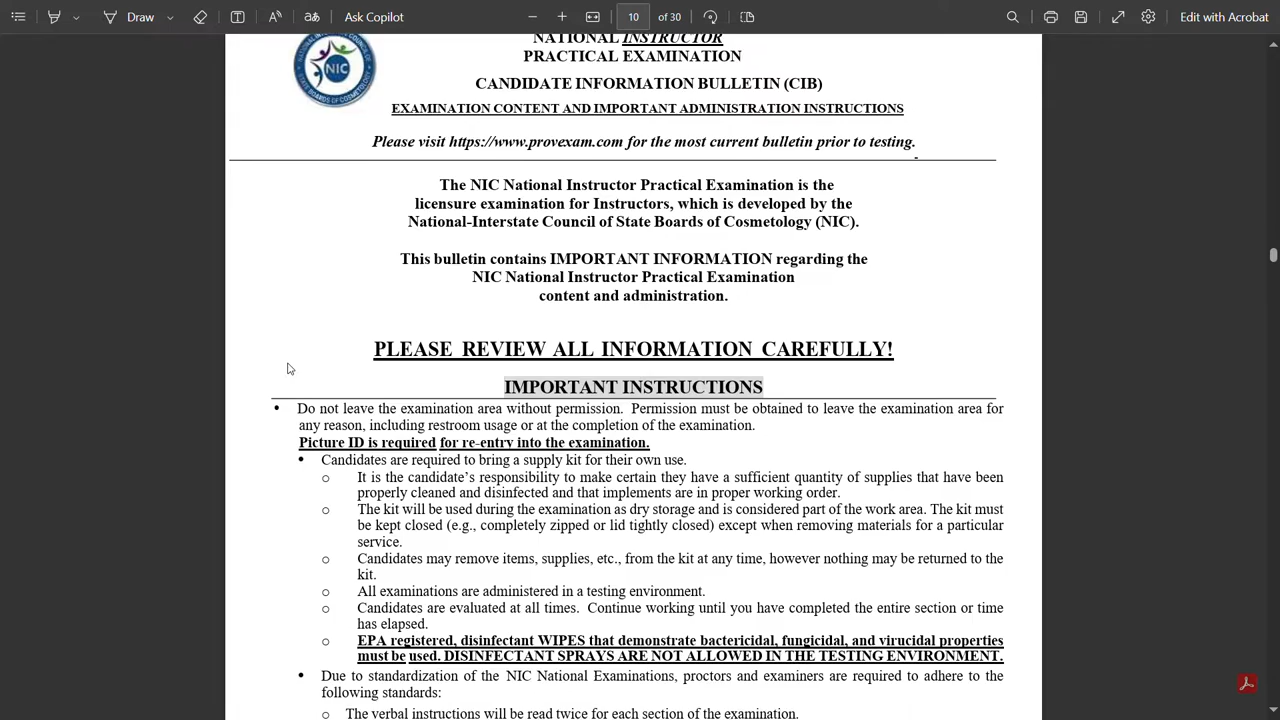 Draw
Ask Copilot
10 of 30
Edit with Acrobat
NATIONAL INSTRUCTOR
PRACTICAL EXAMINATION
NIC
CANDIDATE INFORMATION BULLETIN (CIB)
EXAMINATION CONTENT AND IMPORTANT ADMINISTRATION INSTRUCTIONS
Please visit https://www.provexam.com for the most current bulletin prior to testing.
The NIC National Instructor Practical Examination is the
licensure examination for Instructors, which is developed by the
National-Interstate Council of State Boards of Cosmetology (NIC).
This bulletin contains IMPORTANT INFORMATION regarding the
NIC National Instructor Practical Examination
content and administration.
PLEASE REVIEW ALL INFORMATION CAREFULLY!
IMPORTANT INSTRUCTIONS
• Do not leave the examination area without permission. Permission must be obtained to leave the examination area for
any reason, including restroom usage or at the completion of the examination.
Picture ID is required for re-entry into the examination.
• Candidates are required to bring a supply kit for their own use.
o It is the candidate's responsibility to make certain they have a sufficient quantity of supplies that have been
properly cleaned and disinfected and that implements are in proper working order.
o The kit will be used during the examination as dry storage and is considered part of the work area. The kit must
be kept closed (e.g., completely zipped or lid tightly closed) except when removing materials for a particular
service.
o Candidates may remove items, supplies, etc., from the kit at any time, however nothing may be returned to the
kit.
o All examinations are administered in a testing environment.
o Candidates are evaluated at all times. Continue working until you have completed the entire section or time
has elapsed.
o EPA registered, disinfectant WIPES that demonstrate bactericidal, fungicidal, and virucidal properties
must be used. DISINFECTANT SPRAYS ARE NOT ALLOWED IN THE TESTING ENVIRONMENT.
• Due to standardization of the NIC National Examinations, proctors and examiners are required to adhere to the
following standards:
o The verbal instructions will be read twice for each section of the examination.